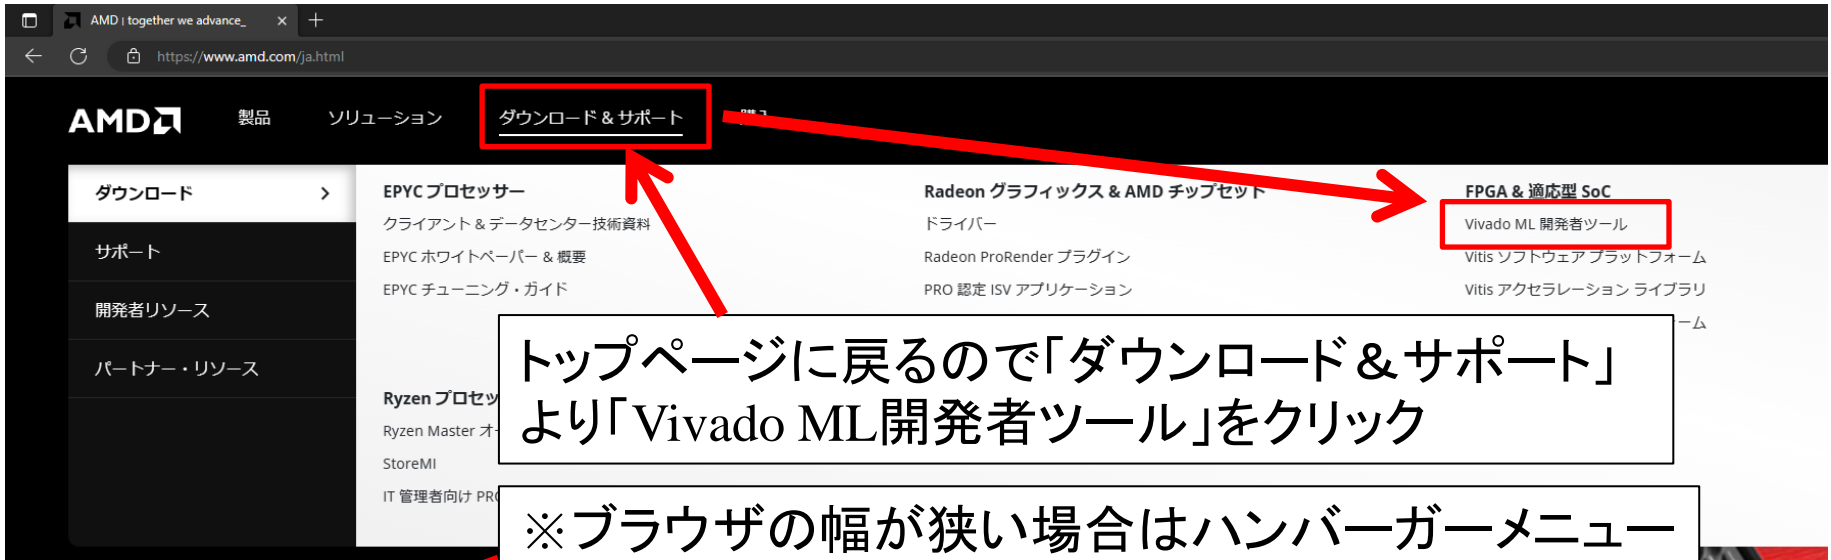 AMD | together we advance_
https://www.amd.com/ja.html
AMD 製品 ソリューション ダウンロード & サポート
ダウンロード
サポート
開発者リソース
パートナー・リソース
EPYC プロセッサー
クライアント & データセンター技術資料
EPYC ホワイトペーパー & 概要
EPYC チューニング・ガイド
Radeon グラフィックス & AMD チップセット
ドライバー
Radeon ProRender プラグイン
PRO 認定 ISV アプリケーション
FPGA & 適応型 SoC
Vivado ML 開発者ツール
Vitis ソフトウェア プラットフォーム
Vitis アクセラレーション ライブラリ
ーム
Ryzen プロセッ
Ryzen Master オー
StoreMI
IT 管理者向け PRO
トップページに戻るので「ダウンロード＆サポート」
より「Vivado ML開発者ツール」をクリック
※ブラウザの幅が狭い場合はハンバーガーメニュー